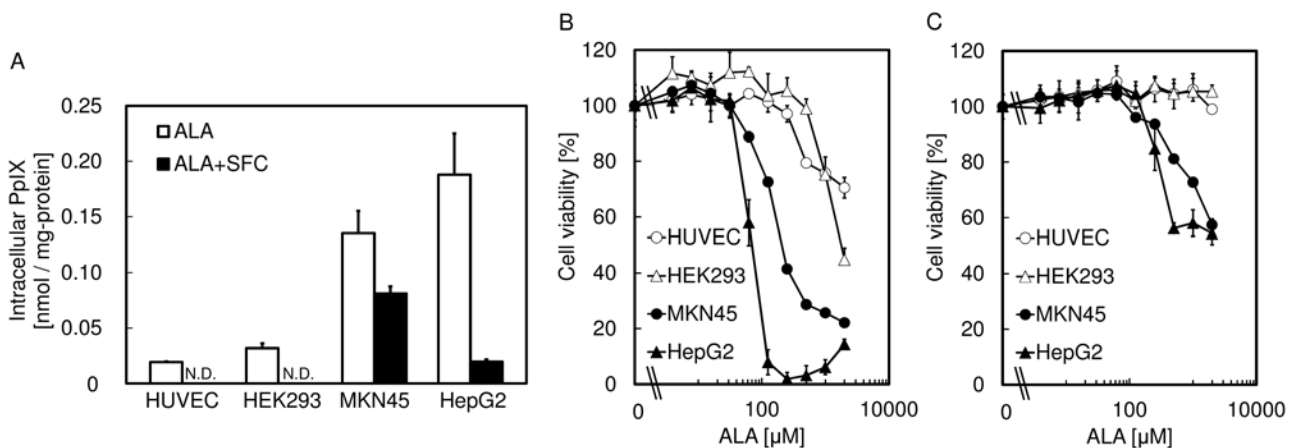 A
Intracellular PpIX
[nmol / mg-protein]
0.25
0.20
0.15
0.10
0.05
0
ALA
ALA+SFC
N.D.
N.D.
HUVEC HEK293 MKN45 HepG2
B
Cell viability [%]
120
100
80
60
40
20
0
HUVEC
HEK293
MKN45
HepG2
0 100 10000
ALA [µM]
C
Cell viability [%]
120
100
80
60
40
20
0
HUVEC
HEK293
MKN45
HepG2
0 100 10000
ALA [µM]